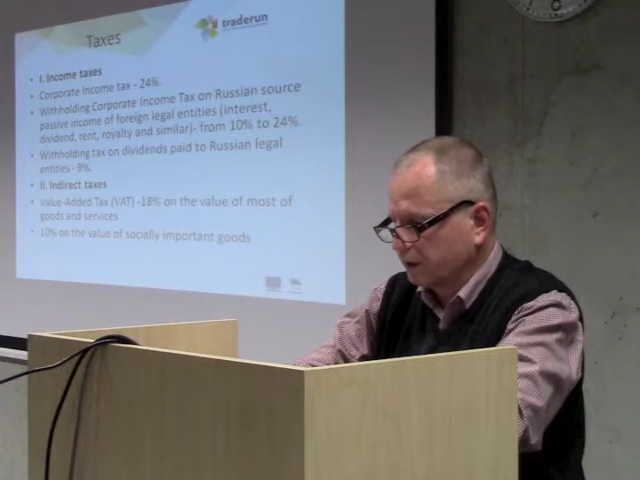 Taxes
traderun
• I. Income taxes
• Corporate Income tax - 24%.
• Withholding Corporate Income Tax on Russian source
passive income of foreign legal entities (interest,
dividend, rent, royalty and similar)- from 10% to 24%.
• Withholding tax on dividends paid to Russian legal
entities - 9%.
• II. Indirect taxes
• Value-Added Tax (VAT) -18% on the value of most of
goods and services
• 10% on the value of socially important goods.